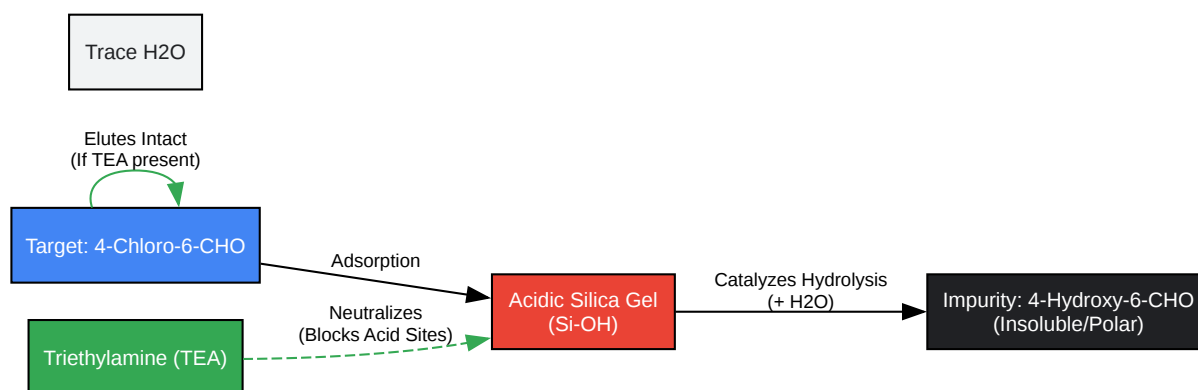 Trace H2O
Elutes Intact
(If TEA present)
Target: 4-Chloro-6-CHO
Adsorption
Neutralizes
(Blocks Acid Sites)
Triethylamine (TEA)
Acidic Silica Gel
(Si-OH)
Catalyzes Hydrolysis
(+ H2O)
Impurity: 4-Hydroxy-6-CHO
(Insoluble/Polar)